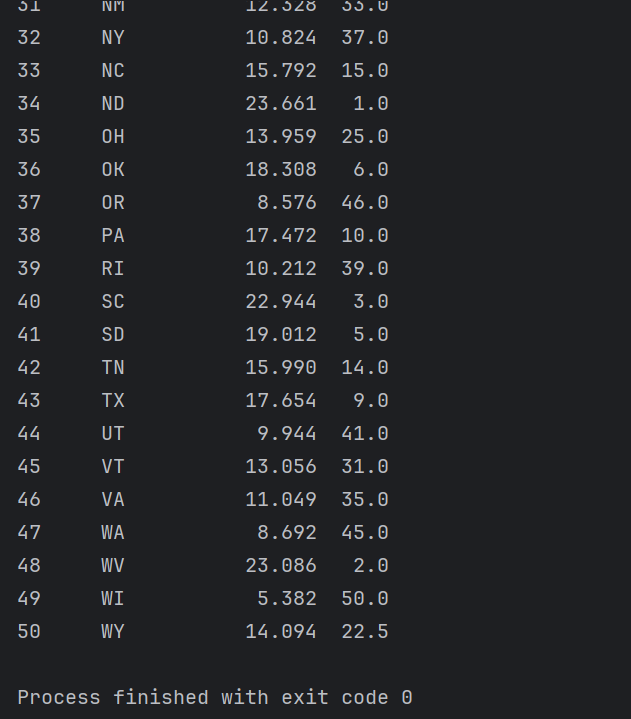 31     NM          12.328  33.0
32     NY          10.824  37.0
33     NC          15.792  15.0
34     ND          23.661   1.0
35     OH          13.959  25.0
36     OK          18.308   6.0
37     OR           8.576  46.0
38     PA          17.472  10.0
39     RI          10.212  39.0
40     SC          22.944   3.0
41     SD          19.012   5.0
42     TN          15.990  14.0
43     TX          17.654   9.0
44     UT           9.944  41.0
45     VT          13.056  31.0
46     VA          11.049  35.0
47     WA           8.692  45.0
48     WV          23.086   2.0
49     WI           5.382  50.0
50     WY          14.094  22.5
Process finished with exit code 0